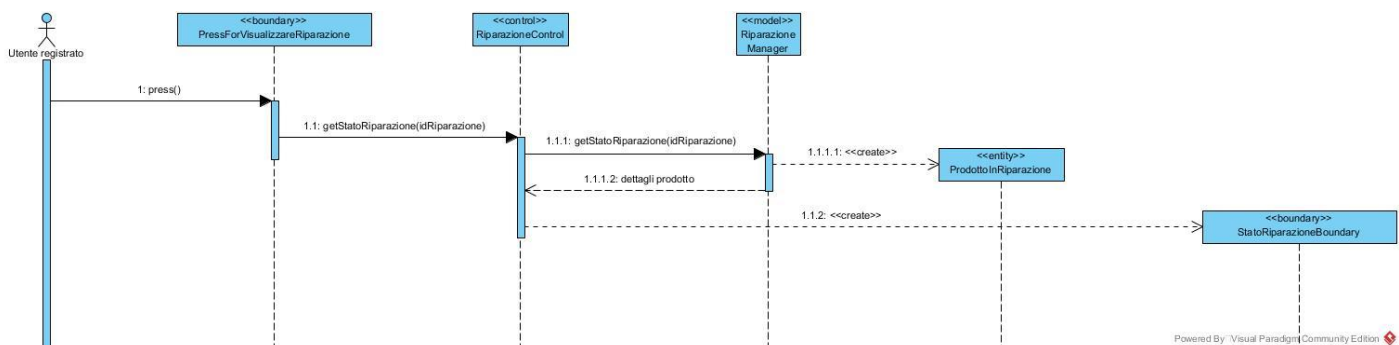 <<boundary>>
PressForVisualizzareRiparazione
<<control>>
RiparazioneControl
<<model>>
Riparazione
Manager
Utente registrato
1: press()
1.1: getStatoRiparazione(idRiparazione)
1.1.1: getStatoRiparazione(idRiparazione)
1.1.1.1: <<create>>
<<entity>>
ProdottoInRiparazione
1.1.1.2: dettagli prodotto
1.1.2: <<create>>
<<boundary>>
StatoRiparazioneBoundary
Powered By Visual Paradigm Community Edition